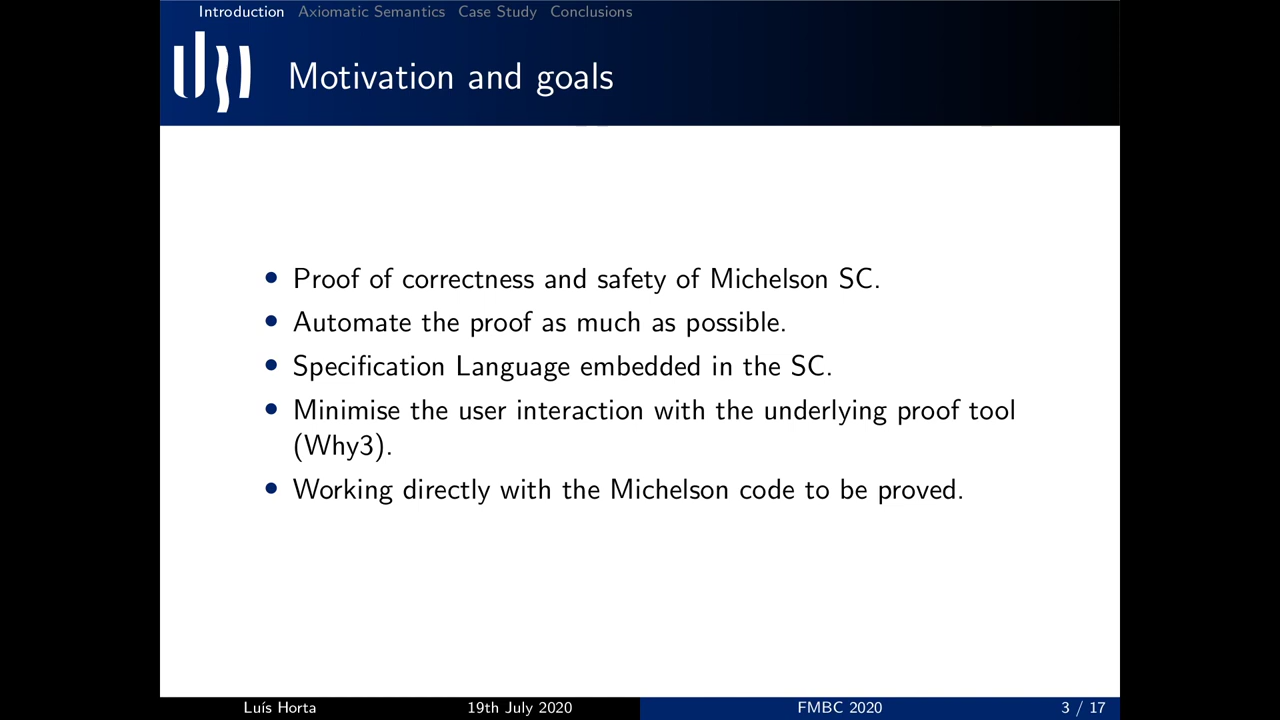 Introduction Axiomatic Semantics Case Study Conclusions
Motivation and goals
• Proof of correctness and safety of Michelson SC.
• Automate the proof as much as possible.
• Specification Language embedded in the SC.
• Minimise the user interaction with the underlying proof tool
(Why3).
• Working directly with the Michelson code to be proved.
Luís Horta 19th July 2020 FMBC 2020 3 / 17